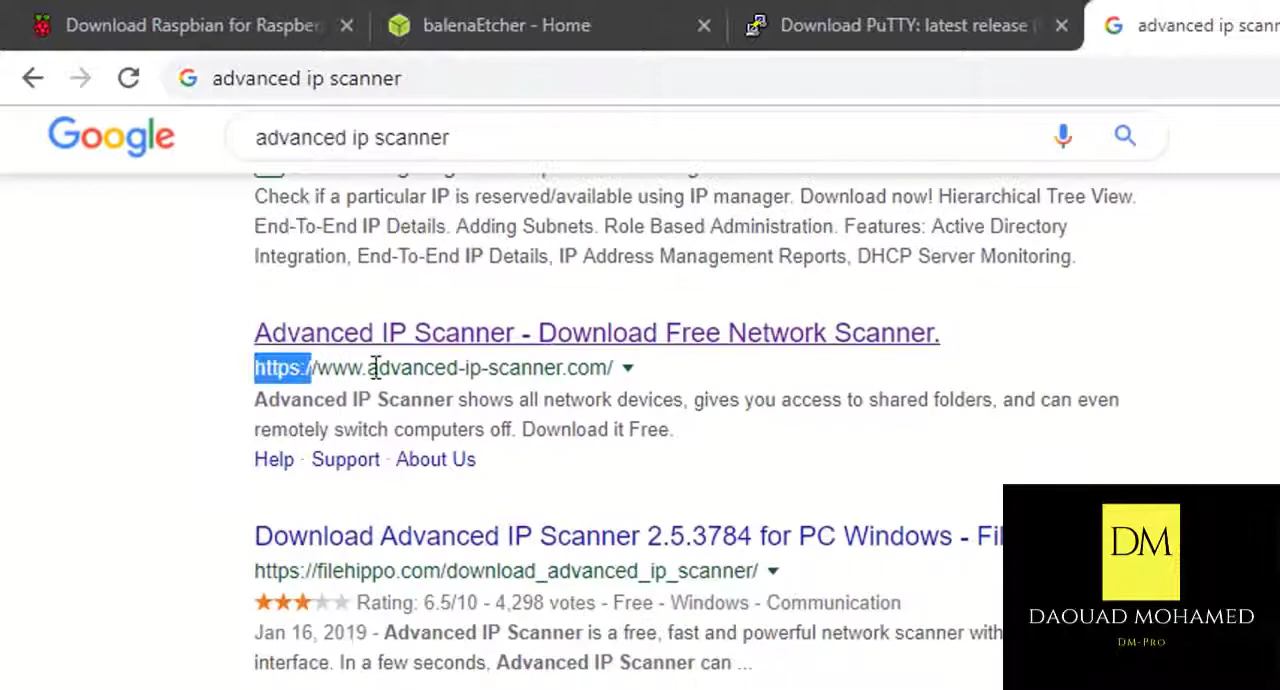 Download Raspbian for Raspber
balenaEtcher - Home
Download PuTTY: latest release
advanced ip scann
advanced ip scanner
Google
advanced ip scanner
Check if a particular IP is reserved/available using IP manager. Download now! Hierarchical Tree View.
End-To-End IP Details. Adding Subnets. Role Based Administration. Features: Active Directory
Integration, End-To-End IP Details, IP Address Management Reports, DHCP Server Monitoring.
Advanced IP Scanner - Download Free Network Scanner.
https://www.advanced-ip-scanner.com/
Advanced IP Scanner shows all network devices, gives you access to shared folders, and can even
remotely switch computers off. Download it Free.
Help · Support · About Us
Download Advanced IP Scanner 2.5.3784 for PC Windows - Fil
https://filehippo.com/download_advanced_ip_scanner/
Rating: 6.5/10 - 4,298 votes - Free - Windows - Communication
Jan 16, 2019 - Advanced IP Scanner is a free, fast and powerful network scanner with
interface. In a few seconds, Advanced IP Scanner can ...
DM
DAOUAD MOHAMED
DM-PRO